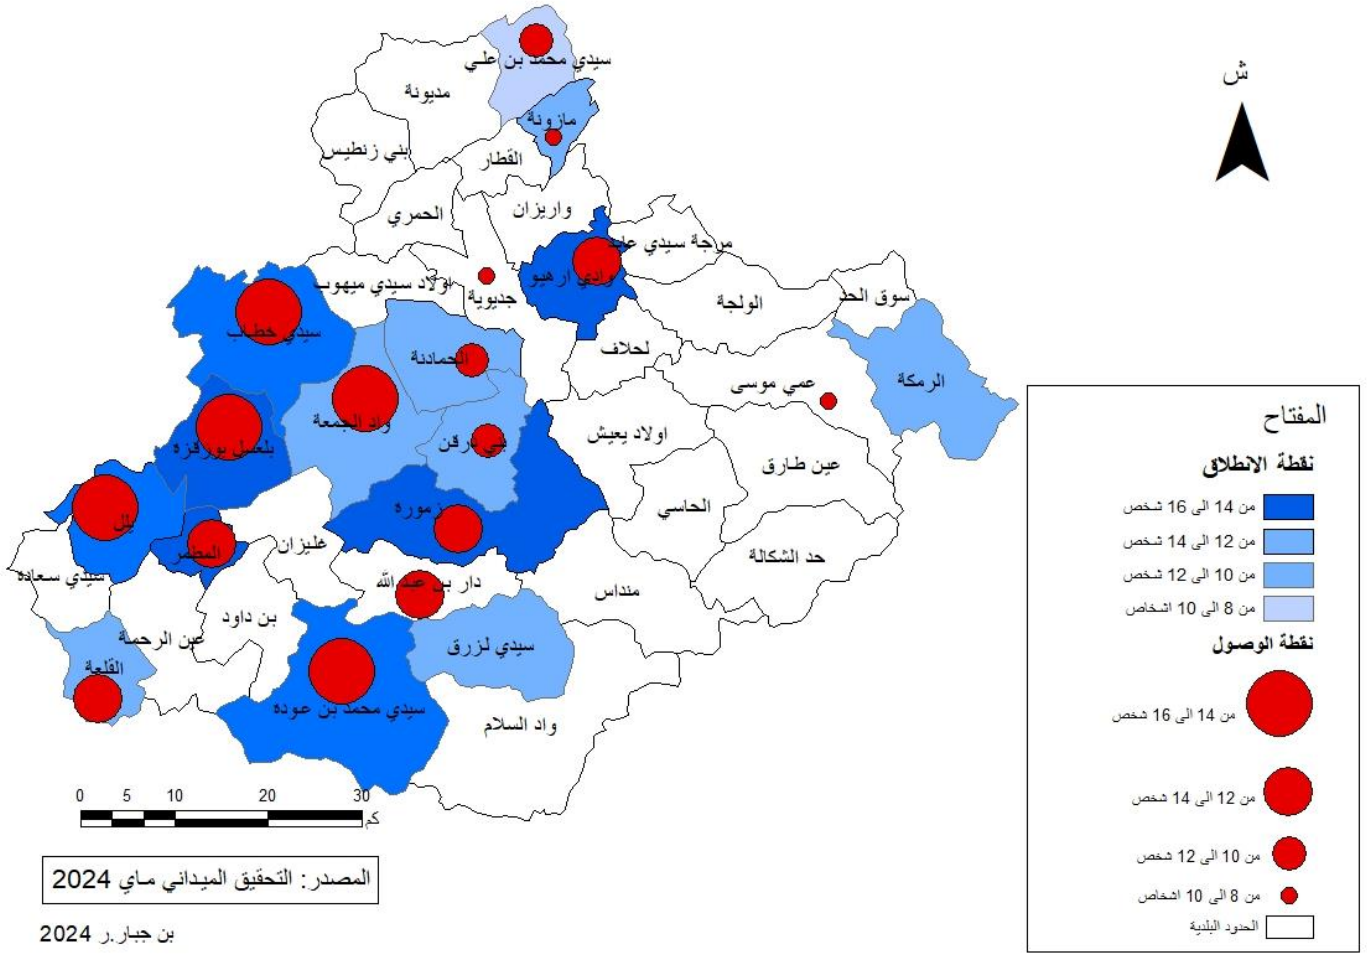 ش
سيدي محمد بن علي
مديونة
مازونة
بني زنطيس
القطار
الحمري
واريزان
مرجة سيدي عابد
وادي ارهيو
اولاد سيدي ميهوب
جديوية
الولجة
سوق الحد
سيدي خطاب
الحمادنة
لحلاف
عمي موسى
الرمكة
واد الجمعة
بني درقن
اولاد يعيش
بلعسل بورقزة
عين طارق
زمورة
الحاسي
يلل
المطمر
غليزان
حد الشكالة
سيدي سعادة
دار بن عبد الله
منداس
بن داود
عين الرحمة
سيدي لزرق
القلعة
سيدي محمد بن عودة
واد السلام
المفتاح
نقطة الانطلاق
من 14 الى 16 شخص
من 12 الى 14 شخص
من 10 الى 12 شخص
من 8 الى 10 اشخاص
نقطة الوصول
من 14 الى 16 شخص
من 12 الى 14 شخص
من 10 الى 12 شخص
من 8 الى 10 اشخاص
الحدود البلدية
0 5 10 20 30
كم
المصدر: التحقيق الميداني ماي 2024
بن جبار.ر 2024